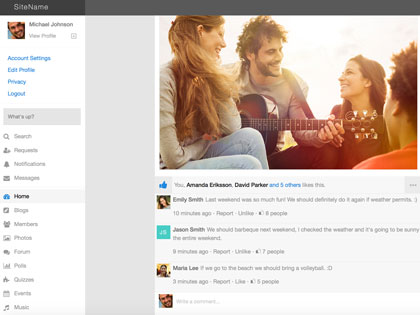 SiteName
Michael Johnson
View Profile
Account Settings
Edit Profile
Privacy
Logout
What's up?
Search
Requests
Notifications
Messages
Home
Blogs
Members
Photos
Forum
Polls
Quizzes
Events
Music
You, Amanda Eriksson, David Parker and 5 others likes this.
Emily Smith Last weekend was so much fun! We should definitely do it again if weather permits. :)
10 minutes ago · Report · Unlike · 6 people
JS
Jason Smith We should barbeque next weekend, I checked the weather and it's going to be sunny
the entire weekend.
9 minutes ago · Report · Unlike · 7 people
Maria Lee If we go to the beach we should bring a volleyball. :D
3 minutes ago · Report · Like · 5 people
Write a comment...